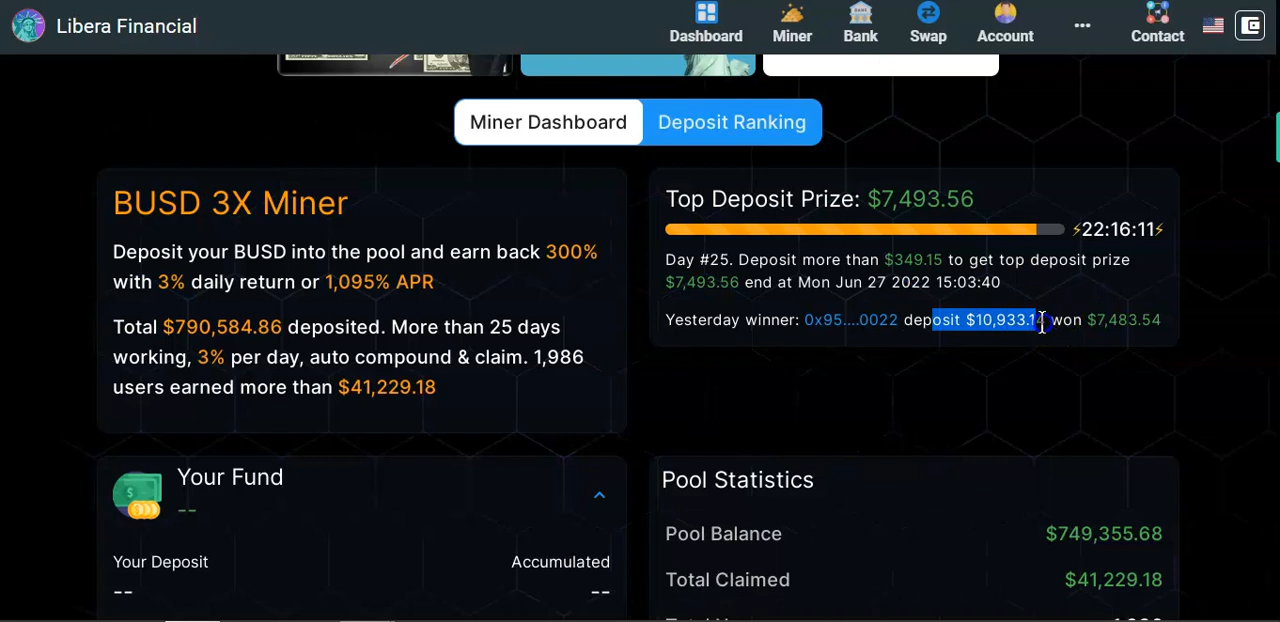 Libera Financial
Dashboard Miner Bank Swap Account ... Contact
Miner Dashboard Deposit Ranking
BUSD 3X Miner
Deposit your BUSD into the pool and earn back 300%
with 3% daily return or 1,095% APR
Total $790,584.86 deposited. More than 25 days
working, 3% per day, auto compound & claim. 1,986
users earned more than $41,229.18
Top Deposit Prize: $7,493.56
⚡22:16:11⚡
Day #25. Deposit more than $349.15 to get top deposit prize
$7,493.56 end at Mon Jun 27 2022 15:03:40
Yesterday winner: 0x95....0022 deposit $10,933.14 won $7,483.54
Your Fund
--
Your Deposit Accumulated
-- --
Pool Statistics
Pool Balance $749,355.68
Total Claimed $41,229.18